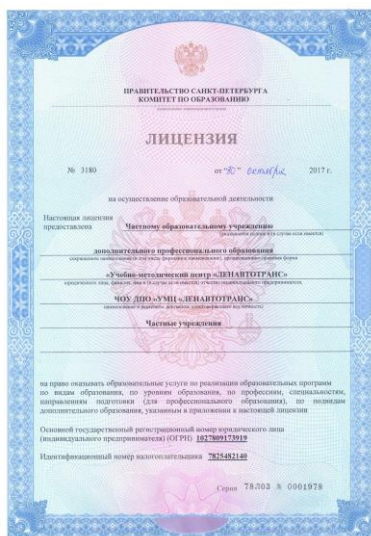 ПРАВИТЕЛЬСТВО САНКТ-ПЕТЕРБУРГА
КОМИТЕТ ПО ОБРАЗОВАНИЮ
ЛИЦЕНЗИЯ
№ 3180 от "30" октября 2017 г.
на осуществление образовательной деятельности
Настоящая лицензия
предоставлена Частному образовательному учреждению
дополнительного профессионального образования
«Учебно-методический центр «ЛЕНАВТОТРАНС»
ЧОУ ДПО «УМЦ «ЛЕНАВТОТРАНС»
Частные учреждения
на право оказывать образовательные услуги по реализации образовательных программ
по видам образования, по уровням образования, по профессиям, специальностям,
направлениям подготовки (для профессионального образования), по подвидам
дополнительного образования, указанным в приложении к настоящей лицензии
Основной государственный регистрационный номер юридического лица
(индивидуального предпринимателя) (ОГРН) 1027809173919
Идентификационный номер налогоплательщика 7825482140
Серия 78Л03 № 0001978